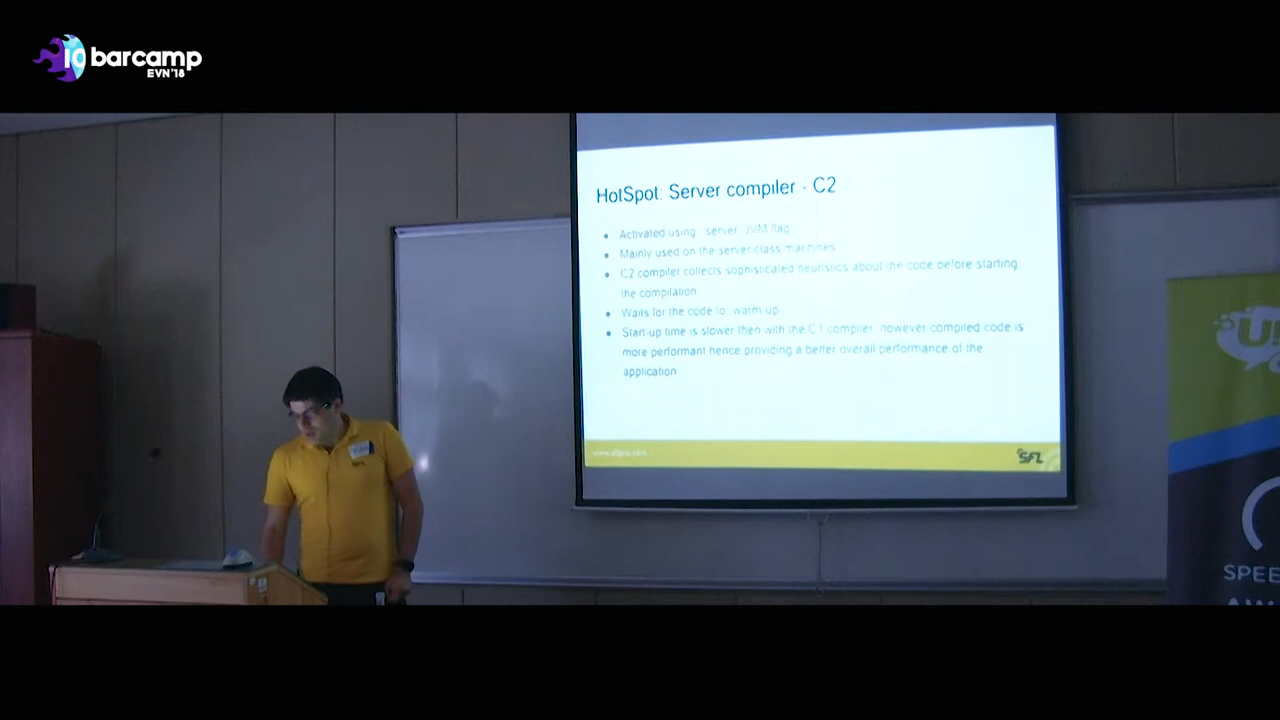 10 barcamp
EVN'18
HotSpot: Server compiler - C2
Activated using -server JVM flag
Mainly used on the server class machines
C2 compiler collects sophisticated heuristics about the code before starting
the compilation
Waits for the code to warm up
Start-up time is slower then with the C1 compiler, however compiled code is
more performant hence providing a better overall performance of the
application
SFL
SPEE